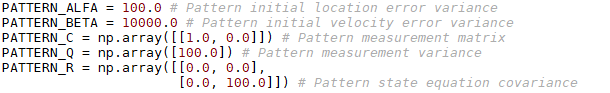 PATTERN_ALFA = 100.0 # Pattern initial location error variance
PATTERN_BETA = 10000.0 # Pattern initial velocity error variance
PATTERN_C = np.array([[1.0, 0.0]]) # Pattern measurement matrix
PATTERN_Q = np.array([100.0]) # Pattern measurement variance
PATTERN_R = np.array([[0.0, 0.0],
                      [0.0, 100.0]]) # Pattern state equation covariance